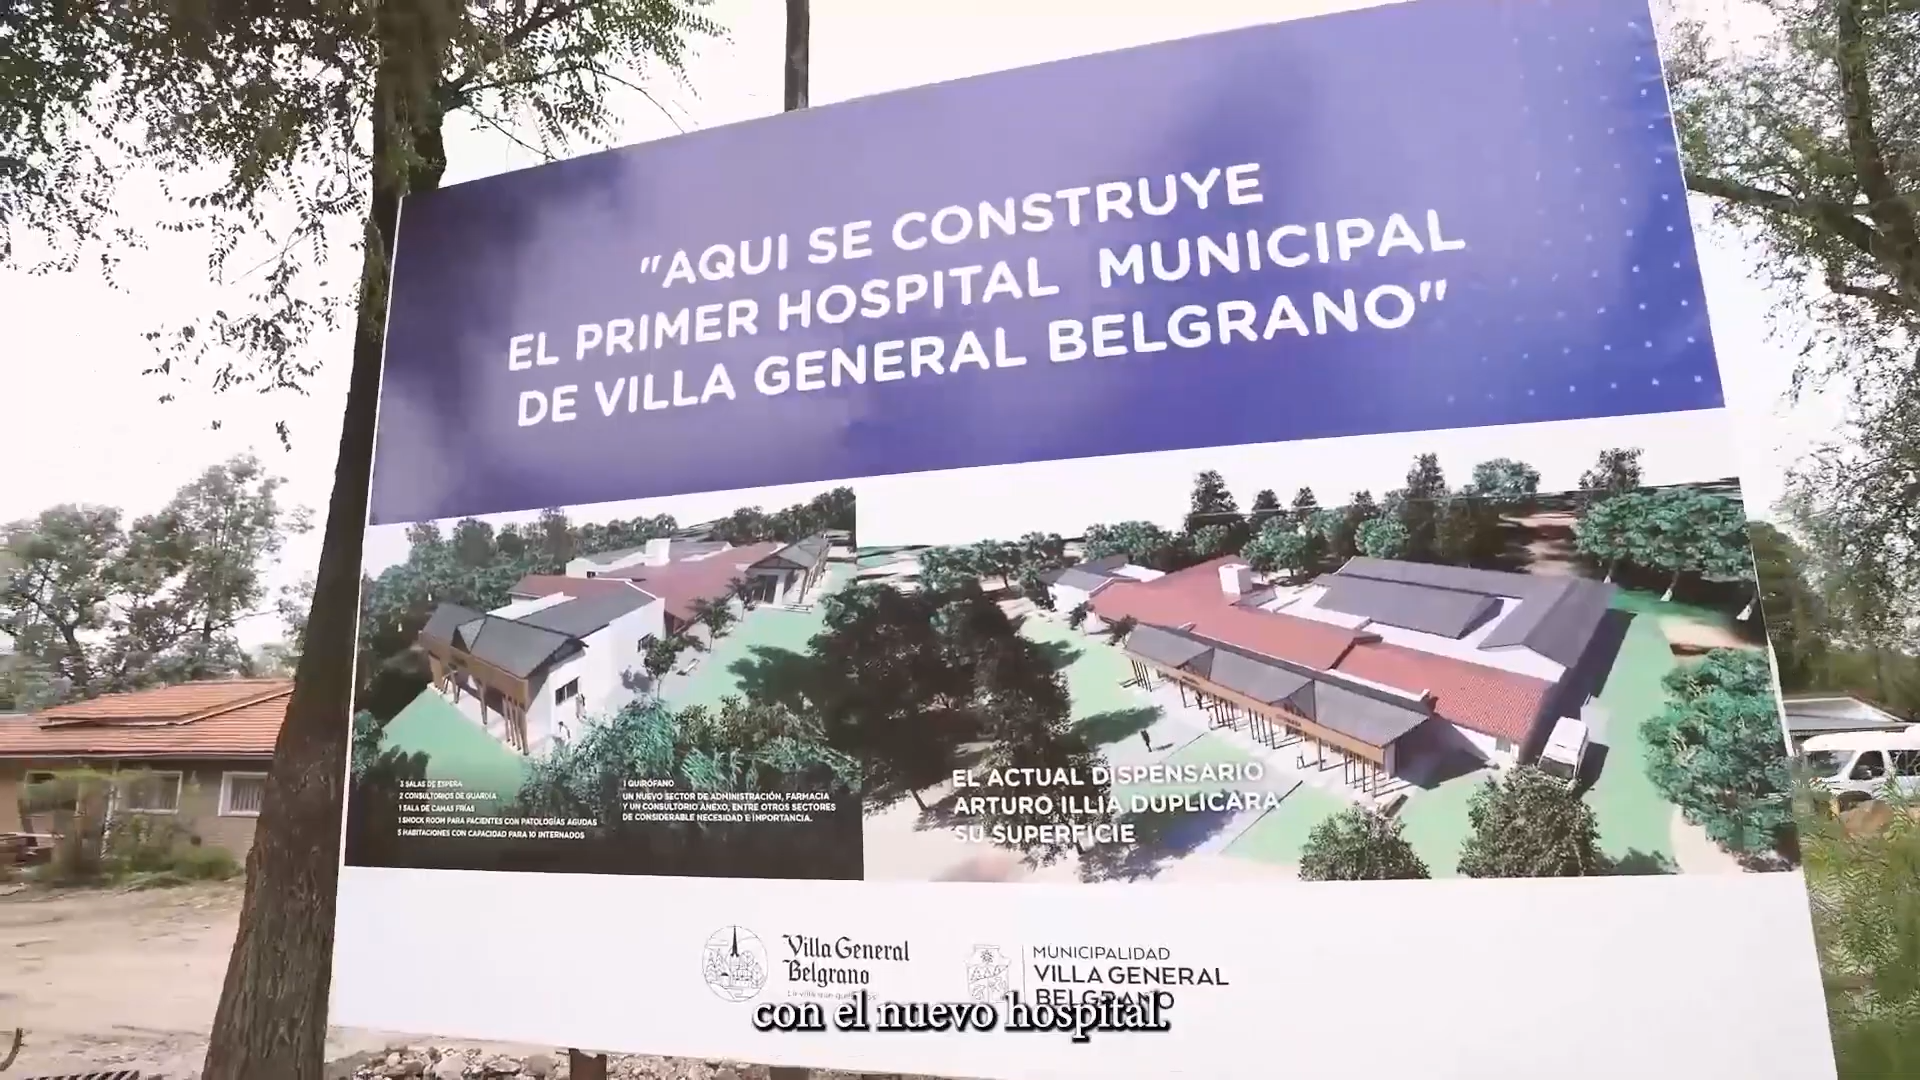 "AQUI SE CONSTRUYE
EL PRIMER HOSPITAL MUNICIPAL
DE VILLA GENERAL BELGRANO"
3 SALAS DE ESPERA
2 CONSULTORIOS DE GUARDIA
1 SALA DE CAMAS FRIAS
1 SHOCK ROOM PARA PACIENTES CON PATOLOGÍAS AGUDAS
5 HABITACIONES CON CAPACIDAD PARA 10 INTERNADOS
1 QUIRÓFANO
UN NUEVO SECTOR DE ADMINISTRACIÓN, FARMACIA
Y UN CONSULTORIO ANEXO, ENTRE OTROS SECTORES
DE CONSIDERABLE NECESIDAD E IMPORTANCIA.
EL ACTUAL DISPENSARIO
ARTURO ILLIA DUPLICARA
SU SUPERFICIE
Villa General
Belgrano
MUNICIPALIDAD
VILLA GENERAL
BELGRANO
con el nuevo hospital.